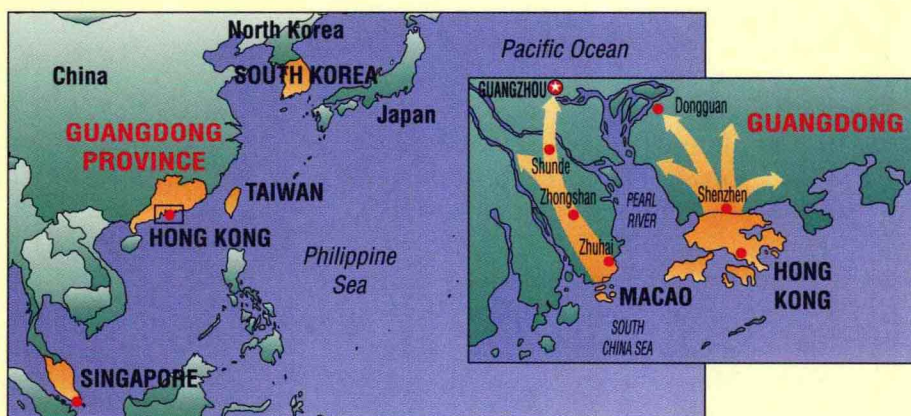 North Korea
Pacific Ocean
China
SOUTH KOREA
Japan
GUANGDONG
PROVINCE
TAIWAN
HONG KONG
Philippine
Sea
SINGAPORE
GUANGZHOU
Dongguan
GUANGDONG
Shunde
Zhongshan
PEARL
RIVER
Shenzhen
Zhuhai
MACAO
HONG
KONG
SOUTH
CHINA SEA